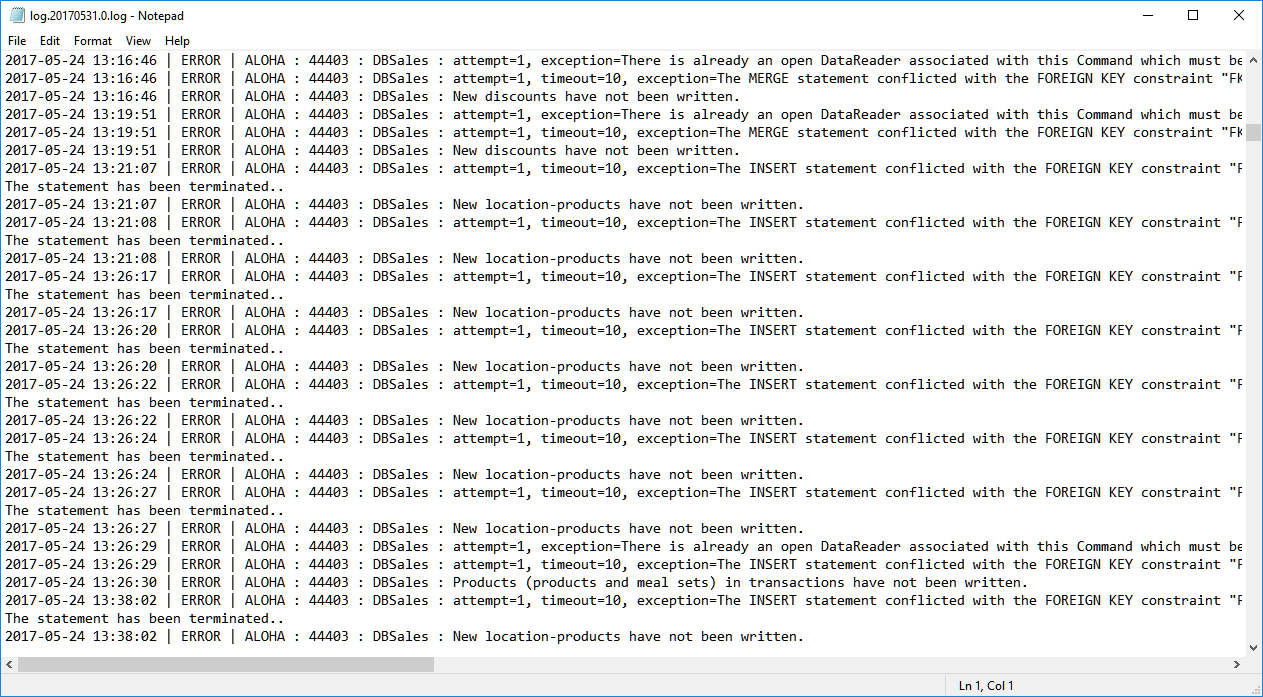 log.20170531.0.log - Notepad
File Edit Format View Help
2017-05-24 13:16:46 | ERROR | ALOHA : 44403 : DBSales : attempt=1, exception=There is already an open DataReader associated with this Command which must be
2017-05-24 13:16:46 | ERROR | ALOHA : 44403 : DBSales : attempt=1, timeout=10, exception=The MERGE statement conflicted with the FOREIGN KEY constraint "FK
2017-05-24 13:16:46 | ERROR | ALOHA : 44403 : DBSales : New discounts have not been written.
2017-05-24 13:19:51 | ERROR | ALOHA : 44403 : DBSales : attempt=1, exception=There is already an open DataReader associated with this Command which must be
2017-05-24 13:19:51 | ERROR | ALOHA : 44403 : DBSales : attempt=1, timeout=10, exception=The MERGE statement conflicted with the FOREIGN KEY constraint "FK
2017-05-24 13:19:51 | ERROR | ALOHA : 44403 : DBSales : New discounts have not been written.
2017-05-24 13:21:07 | ERROR | ALOHA : 44403 : DBSales : attempt=1, timeout=10, exception=The INSERT statement conflicted with the FOREIGN KEY constraint "F
The statement has been terminated..
2017-05-24 13:21:07 | ERROR | ALOHA : 44403 : DBSales : New location-products have not been written.
2017-05-24 13:21:08 | ERROR | ALOHA : 44403 : DBSales : attempt=1, timeout=10, exception=The INSERT statement conflicted with the FOREIGN KEY constraint "F
The statement has been terminated..
2017-05-24 13:21:08 | ERROR | ALOHA : 44403 : DBSales : New location-products have not been written.
2017-05-24 13:26:17 | ERROR | ALOHA : 44403 : DBSales : attempt=1, timeout=10, exception=The INSERT statement conflicted with the FOREIGN KEY constraint "F
The statement has been terminated..
2017-05-24 13:26:17 | ERROR | ALOHA : 44403 : DBSales : New location-products have not been written.
2017-05-24 13:26:20 | ERROR | ALOHA : 44403 : DBSales : attempt=1, timeout=10, exception=The INSERT statement conflicted with the FOREIGN KEY constraint "F
The statement has been terminated..
2017-05-24 13:26:20 | ERROR | ALOHA : 44403 : DBSales : New location-products have not been written.
2017-05-24 13:26:22 | ERROR | ALOHA : 44403 : DBSales : attempt=1, timeout=10, exception=The INSERT statement conflicted with the FOREIGN KEY constraint "F
The statement has been terminated..
2017-05-24 13:26:22 | ERROR | ALOHA : 44403 : DBSales : New location-products have not been written.
2017-05-24 13:26:24 | ERROR | ALOHA : 44403 : DBSales : attempt=1, timeout=10, exception=The INSERT statement conflicted with the FOREIGN KEY constraint "F
The statement has been terminated..
2017-05-24 13:26:24 | ERROR | ALOHA : 44403 : DBSales : New location-products have not been written.
2017-05-24 13:26:27 | ERROR | ALOHA : 44403 : DBSales : attempt=1, timeout=10, exception=The INSERT statement conflicted with the FOREIGN KEY constraint "F
The statement has been terminated..
2017-05-24 13:26:27 | ERROR | ALOHA : 44403 : DBSales : New location-products have not been written.
2017-05-24 13:26:29 | ERROR | ALOHA : 44403 : DBSales : attempt=1, exception=There is already an open DataReader associated with this Command which must be
2017-05-24 13:26:29 | ERROR | ALOHA : 44403 : DBSales : attempt=1, timeout=10, exception=The INSERT statement conflicted with the FOREIGN KEY constraint "F
2017-05-24 13:26:30 | ERROR | ALOHA : 44403 : DBSales : Products (products and meal sets) in transactions have not been written.
2017-05-24 13:38:02 | ERROR | ALOHA : 44403 : DBSales : attempt=1, timeout=10, exception=The INSERT statement conflicted with the FOREIGN KEY constraint "F
The statement has been terminated..
2017-05-24 13:38:02 | ERROR | ALOHA : 44403 : DBSales : New location-products have not been written.
Ln 1, Col 1